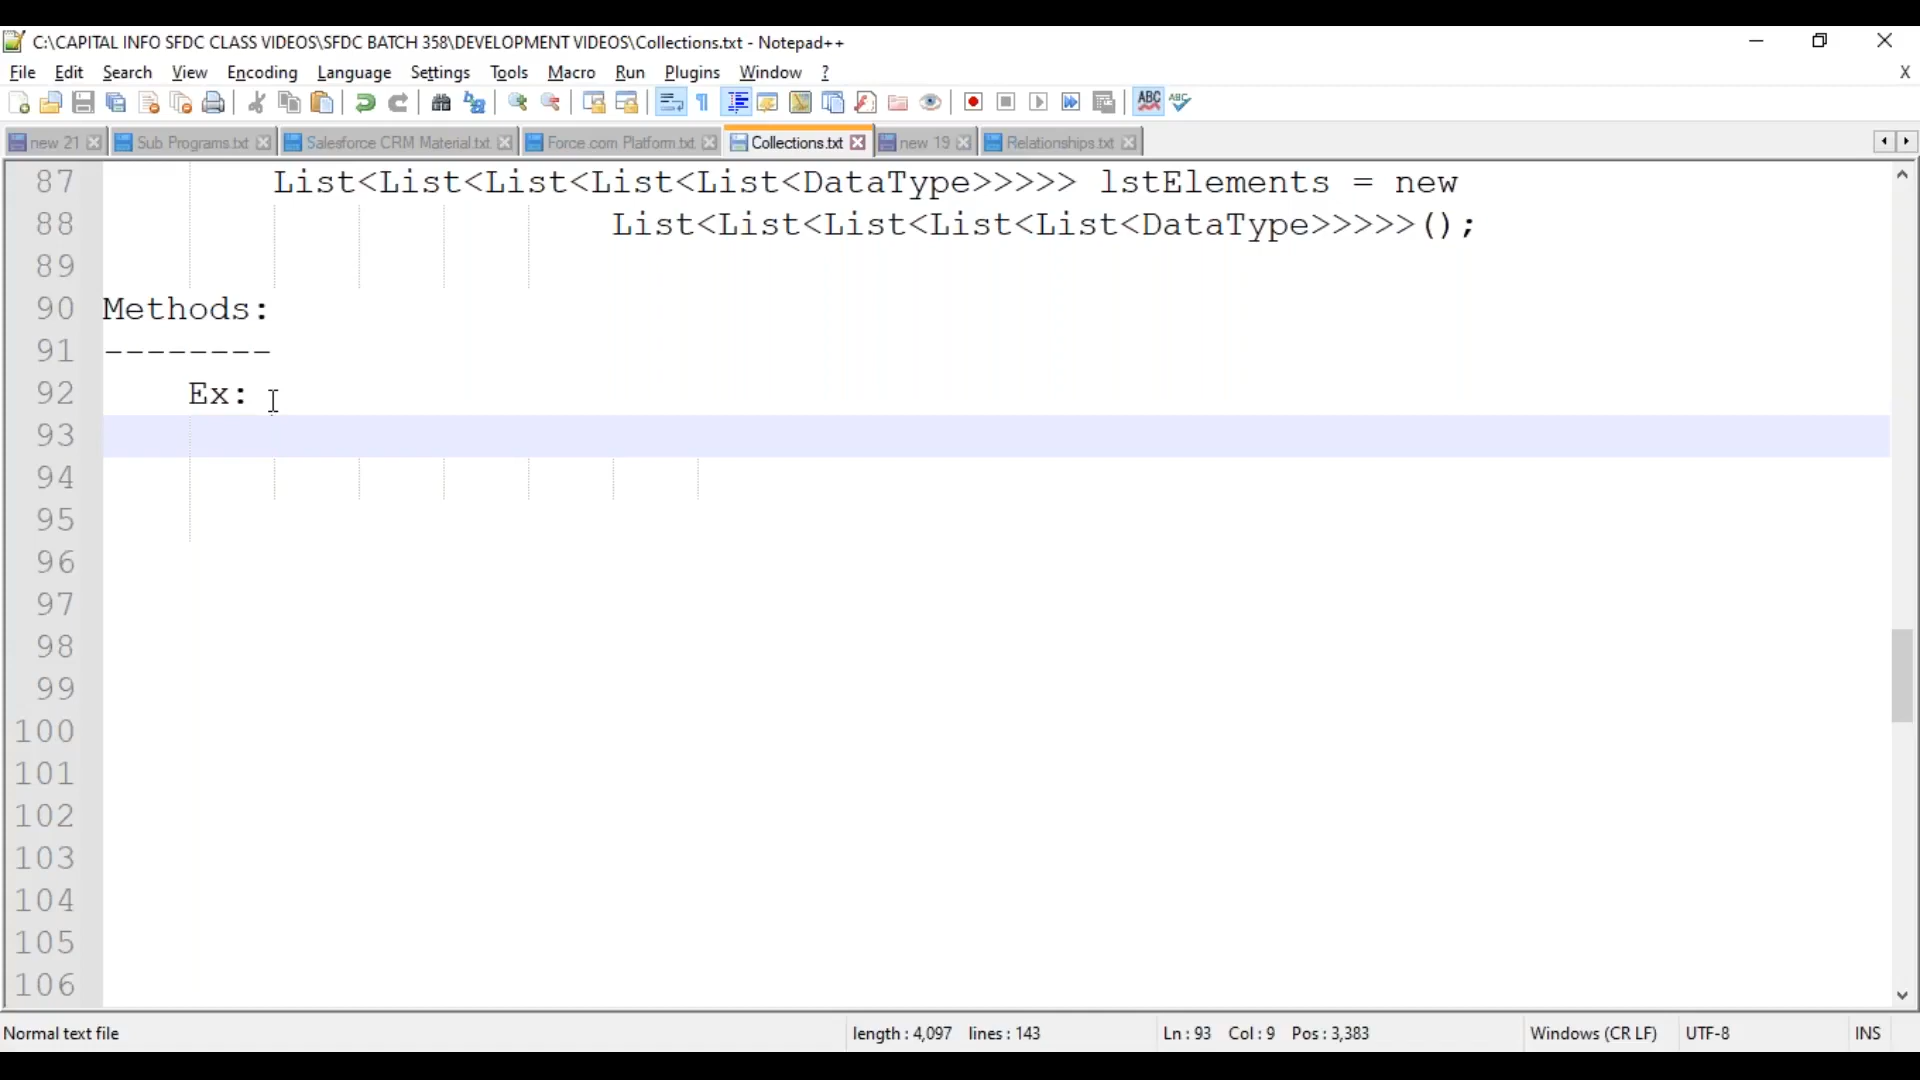 C:\CAPITAL INFO SFDC CLASS VIDEOS\SFDC BATCH 358\DEVELOPMENT VIDEOS\Collections.txt - Notepad++
File Edit Search View Encoding Language Settings Tools Macro Run Plugins Window ? X
ABC ABC
new 21 Sub Programs.txt Salesforce CRM Material.txt Force.com Platform.txt Collections.txt new 19 Relationships.txt
87 List<List<List<List<List<DataType>>>>> lstElements = new
88 List<List<List<List<List<DataType>>>>>();
89
90 Methods:
91 --------
92 Ex:
93
94
95
96
97
98
99
100
101
102
103
104
105
106
Normal text file length : 4,097 lines : 143 Ln : 93 Col : 9 Pos : 3,383 Windows (CR LF) UTF-8 INS